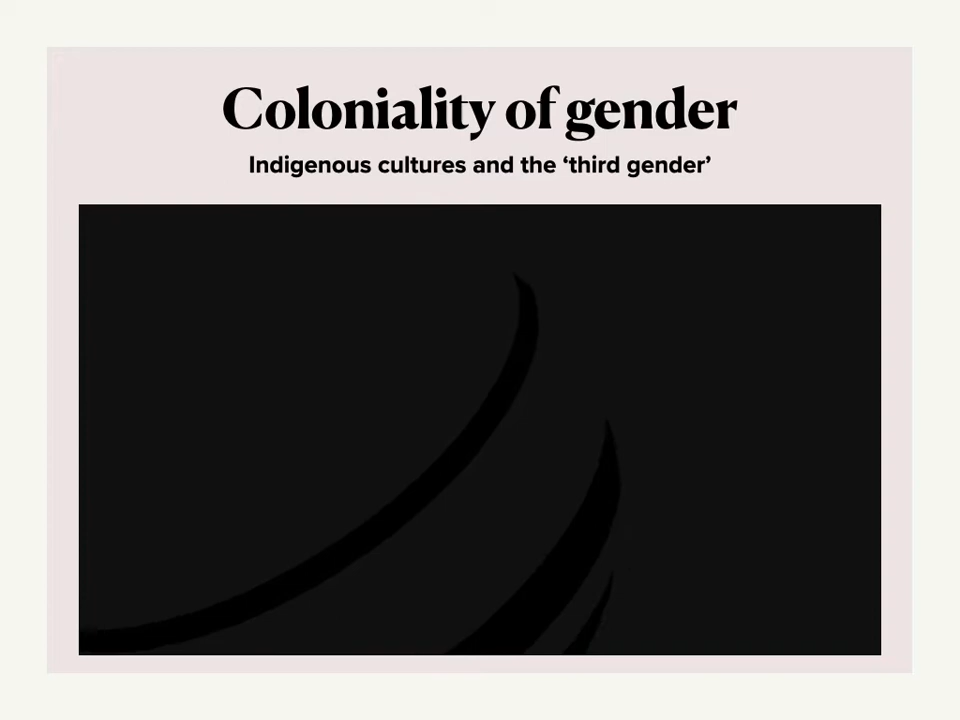 Coloniality of gender
Indigenous cultures and the ‘third gender’